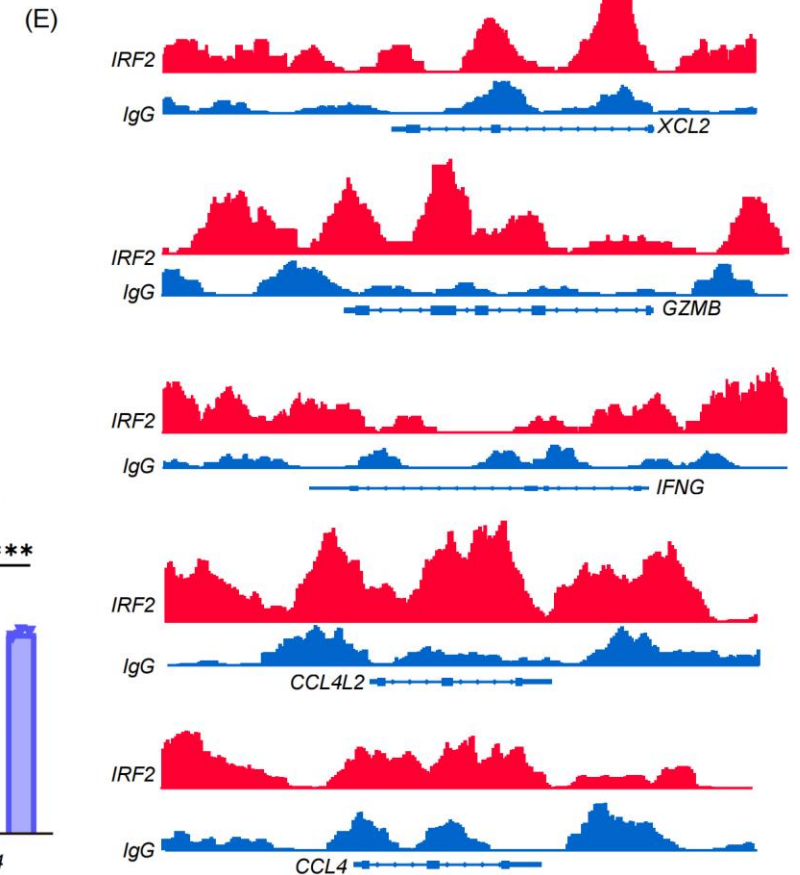 (E)
IRF2
IgG
XCL2
IRF2
IgG
GZMB
IRF2
IgG
IFNG
***
IRF2
IgG
CCL4L2
IRF2
IgG
CCL4